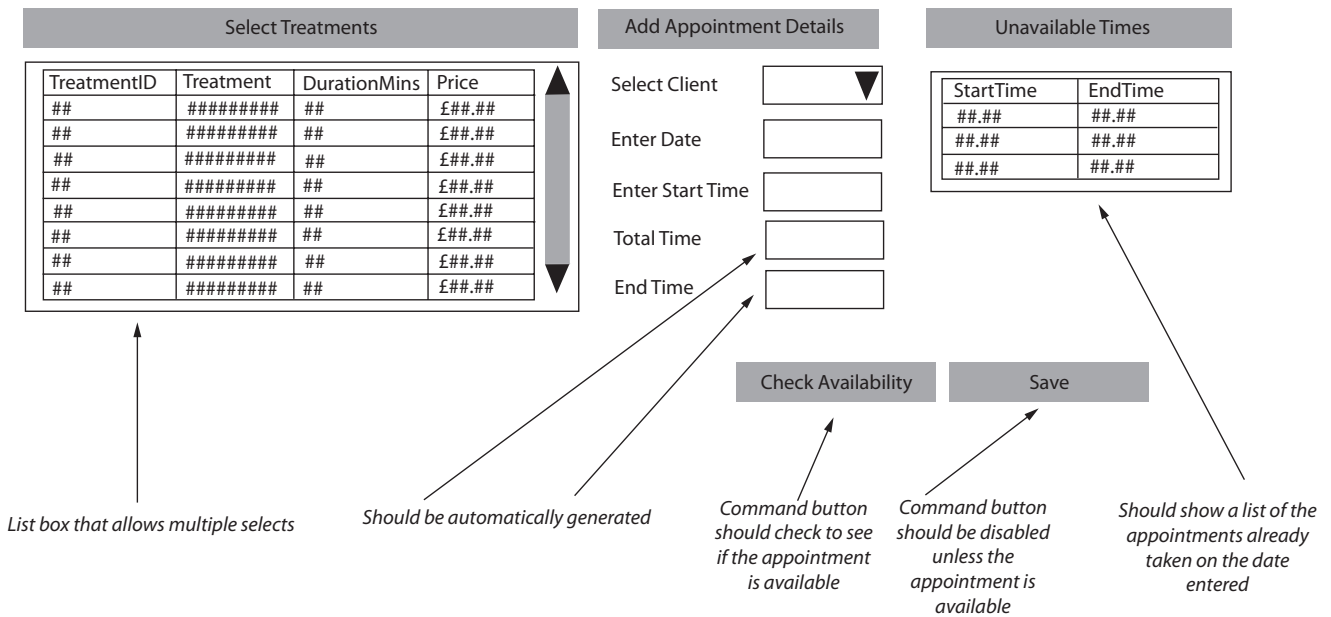 Select Treatments
TreatmentID Treatment DurationMins Price
## ######### ## £##.##
## ######### ## £##.##
## ######### ## £##.##
## ######### ## £##.##
## ######### ## £##.##
## ######### ## £##.##
## ######### ## £##.##
## ######### ## £##.##
Add Appointment Details
Select Client
Enter Date
Enter Start Time
Total Time
End Time
Unavailable Times
StartTime EndTime
##.## ##.##
##.## ##.##
##.## ##.##
Check Availability
Save
List box that allows multiple selects
Should be automatically generated
Command button
should check to see
if the appointment
is available
Command button
should be disabled
unless the
appointment is
available
Should show a list of the
appointments already
taken on the date
entered